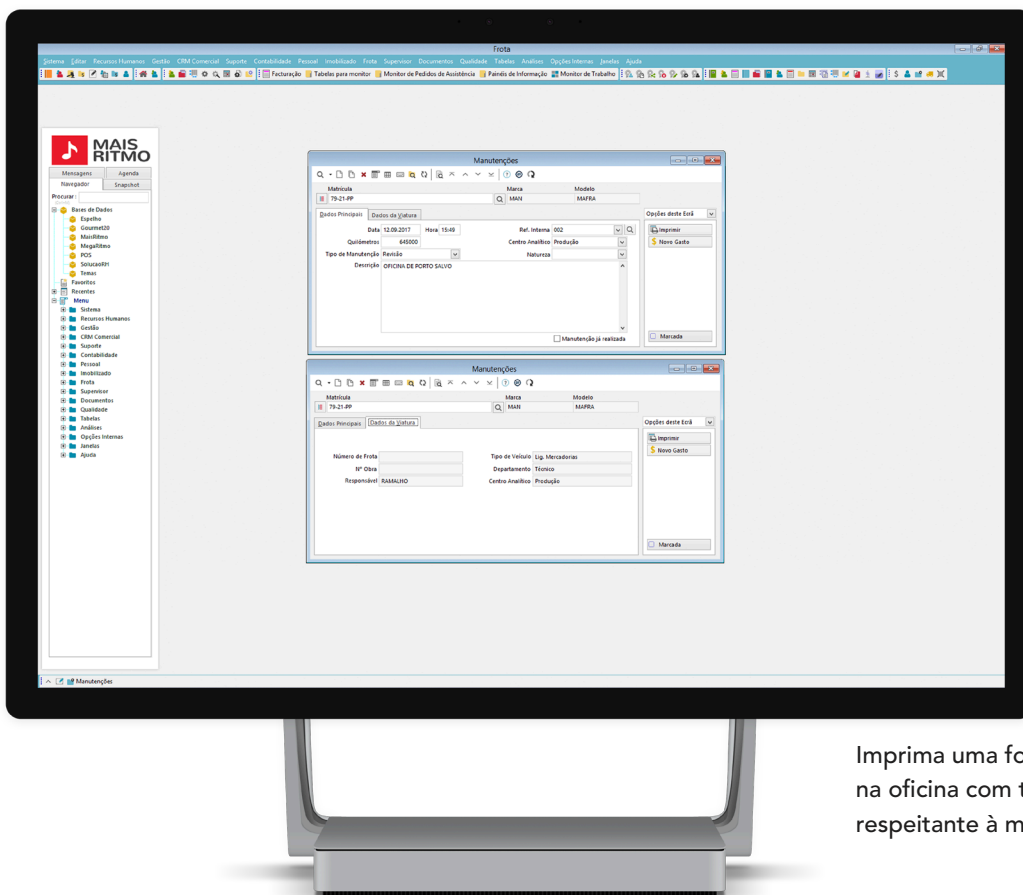 Frota
Sistema Editar Recursos Humanos Gestão CRM Comercial Suporte Contabilidade Pessoal Imobilizado Frota Supervisor Documentos Qualidade Tabelas Análises Opções Internas Janelas Ajuda
Facturação Tabelas para monitor Monitor de Pedidos de Assistência Painéis de Informação Monitor de Trabalho
MAIS
RITMO
Mensagens Agenda
Navegador Snapshot
Procurar:
Bases de Dados
Espelho
Gourmet20
MaisRitmo
MegaRitmo
POS
SolucaoRH
Temas
Favoritos
Recentes
Menu
Sistema
Recursos Humanos
Gestão
CRM Comercial
Suporte
Contabilidade
Pessoal
Imobilizado
Frota
Supervisor
Documentos
Qualidade
Tabelas
Análises
Opções Internas
Janelas
Ajuda
Manutenções
Matrícula Marca Modelo
79-21-PP MAN MAFRA
Dados Principais Dados da Viatura Opções deste Ecrã
Data 12.09.2017 Hora 15:49 Ref. Interna 002 Imprimir
Quilómetros 645000 Centro Analítico Produção Novo Gasto
Tipo de Manutenção Revisão Natureza
Descrição OFICINA DE PORTO SALVO
Manutenção já realizada Marcada
Manutenções
Matrícula Marca Modelo
79-21-PP MAN MAFRA
Dados Principais Dados da Viatura Opções deste Ecrã
Imprimir
Novo Gasto
Número de Frota Tipo de Veículo Lig. Mercadorias
Nº Obra Departamento Técnico
Responsável RAMALHO Centro Analítico Produção
Marcada
Manutenções
Imprima uma fo
na oficina com t
respeitante à m